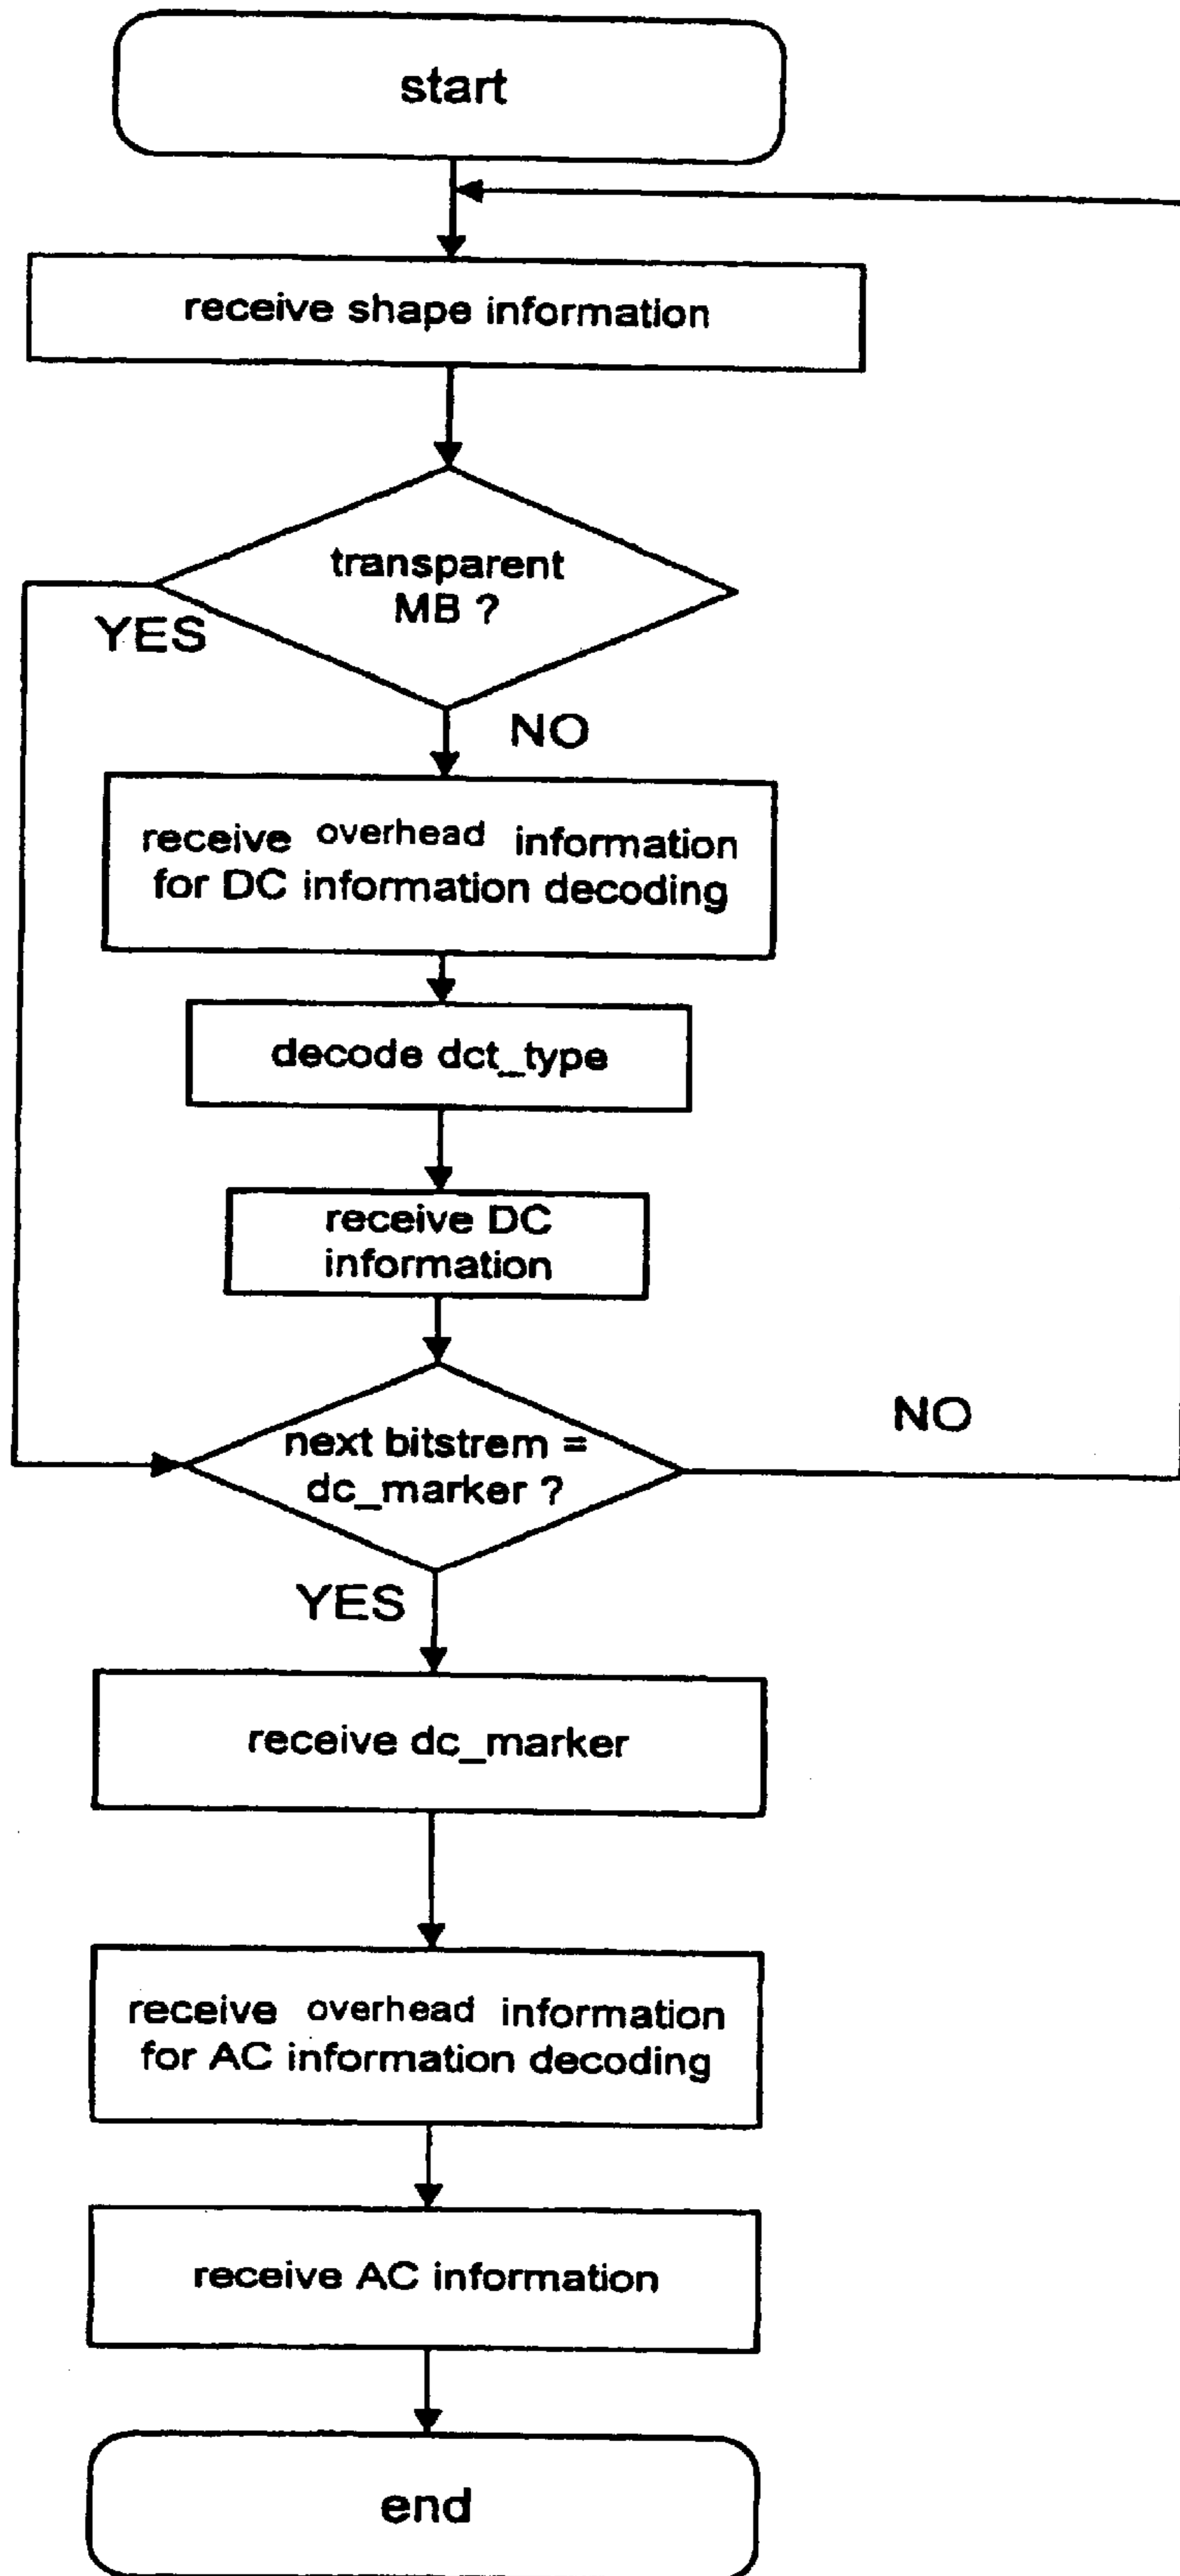 start
receive shape information
transparent
MB ?
YES
NO
receive overhead information
for DC information decoding
decode dct_type
receive DC
information
next bitstrem =
dc_marker ?
NO
YES
receive dc_marker
receive overhead information
for AC information decoding
receive AC information
end